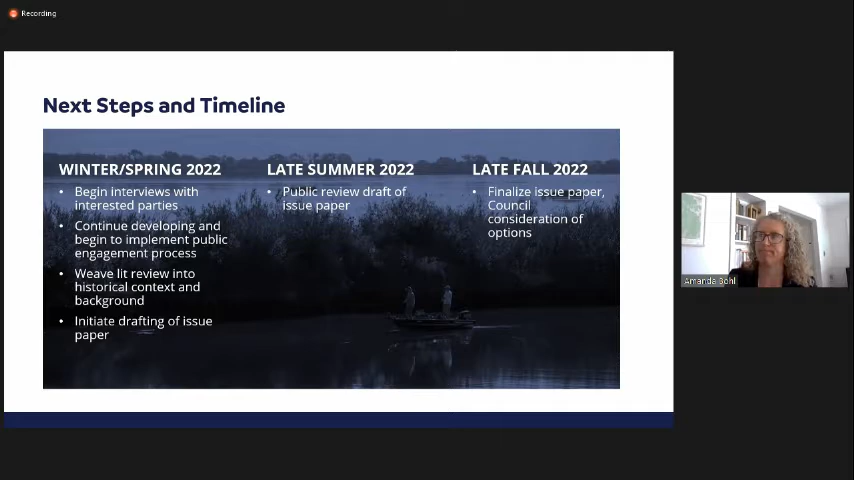 Recording
Next Steps and Timeline
WINTER/SPRING 2022
• Begin interviews with
interested parties
• Continue developing and
begin to implement public
engagement process
• Weave lit review into
historical context and
background
• Initiate drafting of issue
paper
LATE SUMMER 2022
• Public review draft of
issue paper
LATE FALL 2022
• Finalize issue paper,
Council
consideration of
options
Amanda Bohl